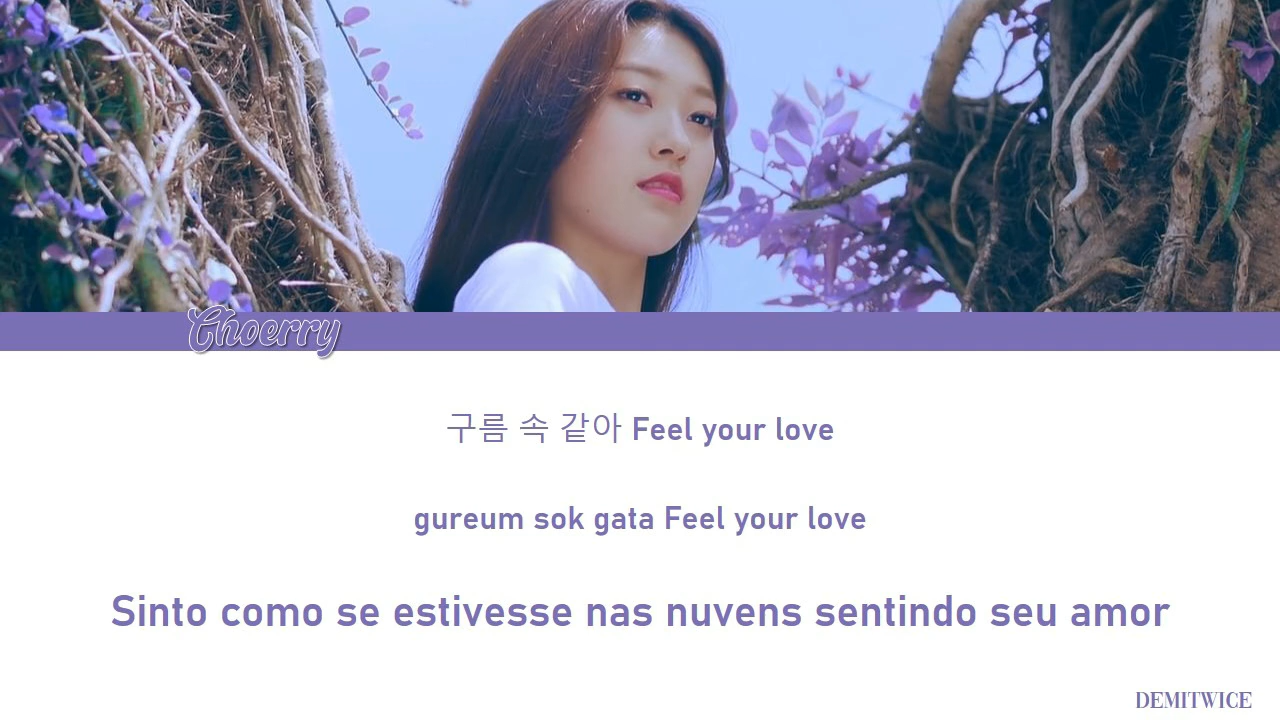 Choerry
구름 속 같아 Feel your love
gureum sok gata Feel your love
Sinto como se estivesse nas nuvens sentindo seu amor
DEMITWICE